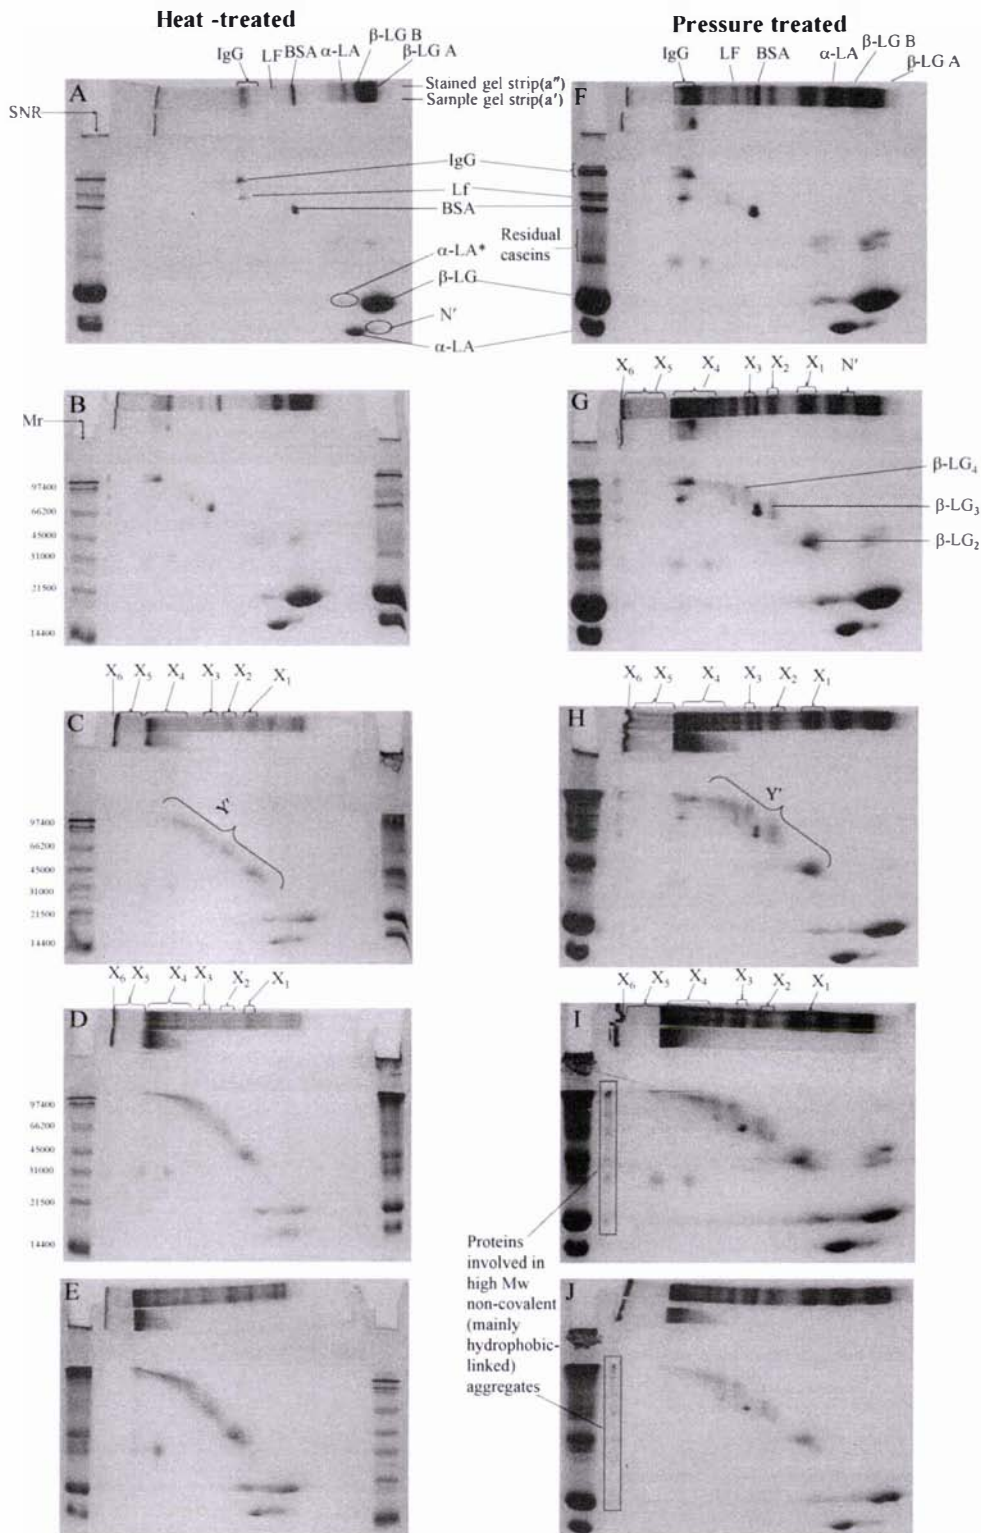 Heat -treated
Pressure treated
IgG LF BSA α-LA β-LG B β-LG A
IgG LF BSA α-LA β-LG B β-LG A
A
Stained gel strip(a″)
Sample gel strip(a′)
F
SNR
IgG
Lf
BSA
Residual
caseins
α-LA*
β-LG
N′
α-LA
B
Mr
97400
66200
45000
31000
21500
14400
X6 X5 X4 X3 X2 X1 N′
G
β-LG4
β-LG3
β-LG2
X6 X5 X4 X3 X2 X1
C
Y′
97400
66200
45000
31000
21500
14400
X6 X5 X4 X3 X2 X1
H
Y′
X6 X5 X4 X3 X2 X1
D
97400
66200
45000
31000
21500
14400
X6 X5 X4 X3 X2 X1
I
Proteins
involved in
high Mw
non-covalent
(mainly
hydrophobic-
linked)
aggregates
E
J